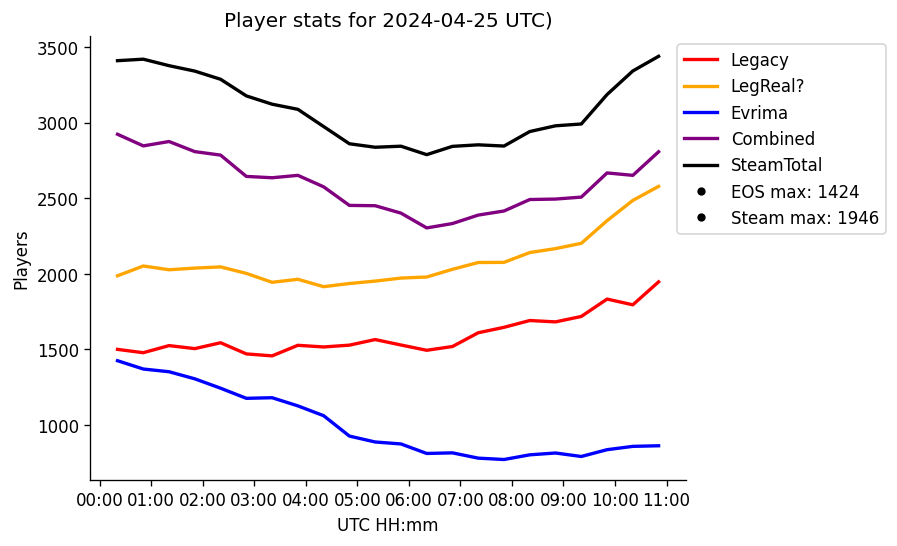 Player stats for 2024-04-25 UTC)
3500
3000
2500
2000
1500
1000
Players
00:00 01:00 02:00 03:00 04:00 05:00 06:00 07:00 08:00 09:00 10:00 11:00
UTC HH:mm
Legacy
LegReal?
Evrima
Combined
SteamTotal
EOS max: 1424
Steam max: 1946